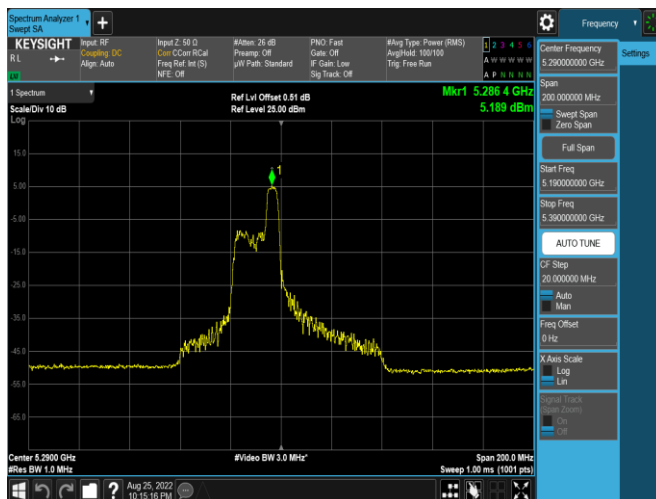 Spectrum Analyzer 1
Swept SA
Frequency
KEYSIGHT
RL
LXI
Input: RF
Coupling: DC
Align: Auto
Input Z: 50 Ω
Corr CCorr RCal
Freq Ref: Int (S)
NFE: Off
#Atten: 26 dB
Preamp: Off
µW Path: Standard
PNO: Fast
Gate: Off
IF Gain: Low
Sig Track: Off
#Avg Type: Power (RMS)
Avg|Hold: 100/100
Trig: Free Run
1 2 3 4 5 6
A W W W W W
A P N N N N
Center Frequency
5.290000000 GHz
Settings
Span
200.000000 MHz
Swept Span
Zero Span
Full Span
Start Freq
5.190000000 GHz
Stop Freq
5.390000000 GHz
AUTO TUNE
CF Step
20.000000 MHz
Auto
Man
Freq Offset
0 Hz
X Axis Scale
Log
Lin
Signal Track
(Span Zoom)
On
Off
1 Spectrum
Scale/Div 10 dB
Log
Ref Lvl Offset 0.51 dB
Ref Level 25.00 dBm
Mkr1 5.286 4 GHz
5.189 dBm
1
15.0
5.00
-5.00
-15.0
-25.0
-35.0
-45.0
-55.0
-65.0
Center 5.2900 GHz
#Res BW 1.0 MHz
#Video BW 3.0 MHz*
Span 200.0 MHz
Sweep 1.00 ms (1001 pts)
?
Aug 25, 2022
10:15:16 PM